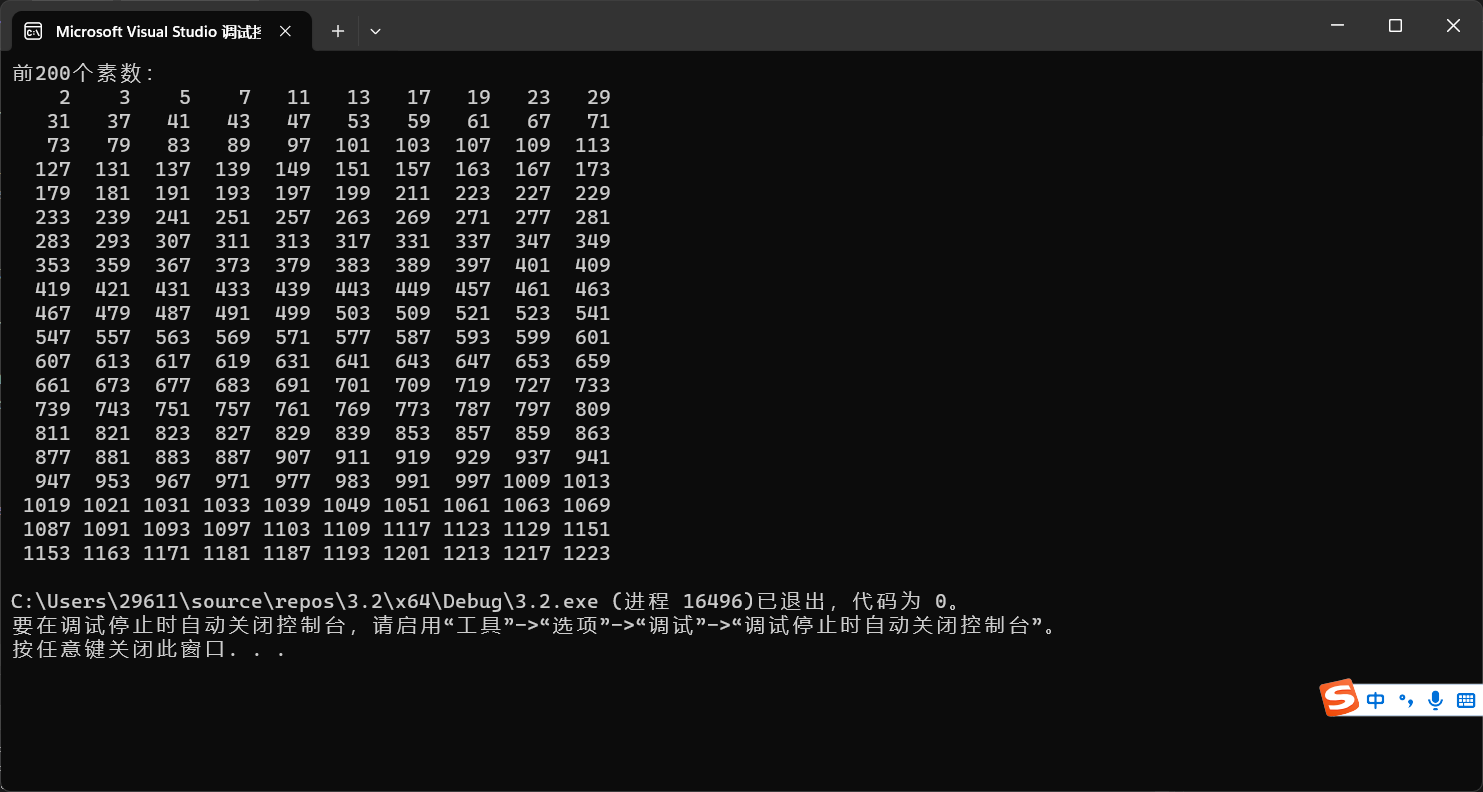 Microsoft Visual Studio 调试控
前200个素数：
2 3 5 7 11 13 17 19 23 29
31 37 41 43 47 53 59 61 67 71
73 79 83 89 97 101 103 107 109 113
127 131 137 139 149 151 157 163 167 173
179 181 191 193 197 199 211 223 227 229
233 239 241 251 257 263 269 271 277 281
283 293 307 311 313 317 331 337 347 349
353 359 367 373 379 383 389 397 401 409
419 421 431 433 439 443 449 457 461 463
467 479 487 491 499 503 509 521 523 541
547 557 563 569 571 577 587 593 599 601
607 613 617 619 631 641 643 647 653 659
661 673 677 683 691 701 709 719 727 733
739 743 751 757 761 769 773 787 797 809
811 821 823 827 829 839 853 857 859 863
877 881 883 887 907 911 919 929 937 941
947 953 967 971 977 983 991 997 1009 1013
1019 1021 1031 1033 1039 1049 1051 1061 1063 1069
1087 1091 1093 1097 1103 1109 1117 1123 1129 1151
1153 1163 1171 1181 1187 1193 1201 1213 1217 1223
C:\Users\29611\source\repos\3.2\x64\Debug\3.2.exe (进程 16496)已退出，代码为 0。
要在调试停止时自动关闭控制台，请启用“工具”->“选项”->“调试”->“调试停止时自动关闭控制台”。
按任意键关闭此窗口. . .
中